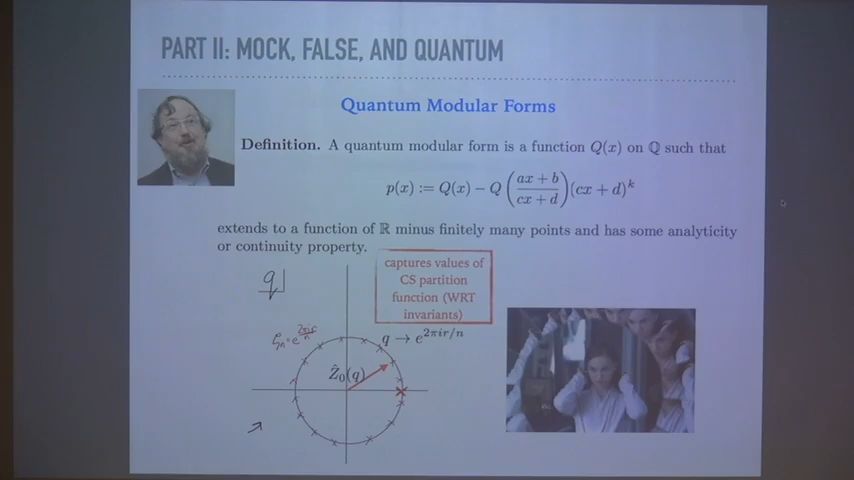 PART II: MOCK, FALSE, AND QUANTUM
Quantum Modular Forms
Definition. A quantum modular form is a function Q(x) on ℚ such that
p(x) := Q(x) − Q((ax + b)/(cx + d))(cx + d)^k
extends to a function of ℝ minus finitely many points and has some analyticity
or continuity property.
captures values of
CS partition
function (WRT
invariants)
q
ζ_n = e^{2πir/n}
q → e^{2πir/n}
Ẑ₀(q)